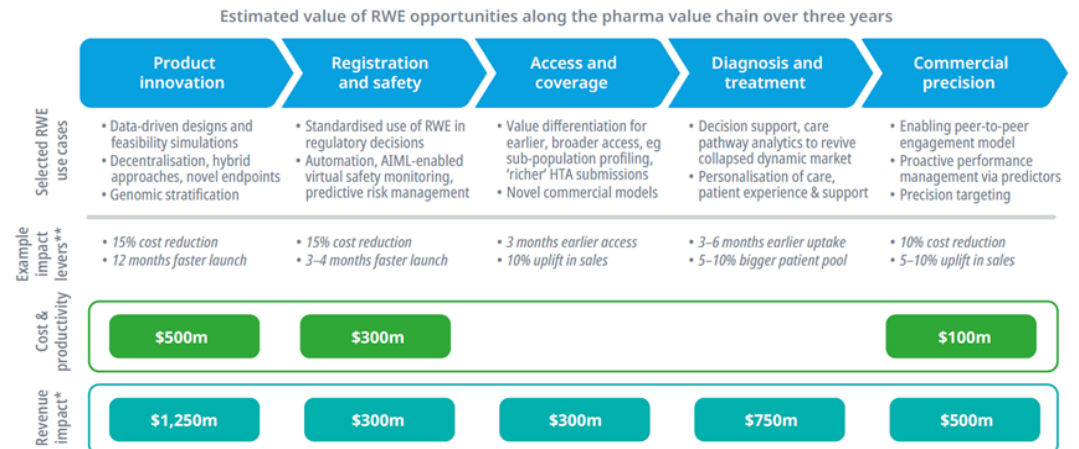 Estimated value of RWE opportunities along the pharma value chain over three years
Product
innovation
Registration
and safety
Access and
coverage
Diagnosis and
treatment
Commercial
precision
Selected RWE
use cases
• Data-driven designs and
feasibility simulations
• Decentralisation, hybrid
approaches, novel endpoints
• Genomic stratification
• Standardised use of RWE in
regulatory decisions
• Automation, AIML-enabled
virtual safety monitoring,
predictive risk management
• Value differentiation for
earlier, broader access, eg
sub-population profiling,
‘richer’ HTA submissions
• Novel commercial models
• Decision support, care
pathway analytics to revive
collapsed dynamic market
• Personalisation of care,
patient experience & support
• Enabling peer-to-peer
engagement model
• Proactive performance
management via predictors
• Precision targeting
Example
impact
levers**
• 15% cost reduction
• 12 months faster launch
• 15% cost reduction
• 3–4 months faster launch
• 3 months earlier access
• 10% uplift in sales
• 3–6 months earlier uptake
• 5–10% bigger patient pool
• 10% cost reduction
• 5–10% uplift in sales
Cost &
productivity
$500m
$300m
$100m
Revenue
impact*
$1,250m
$300m
$300m
$750m
$500m